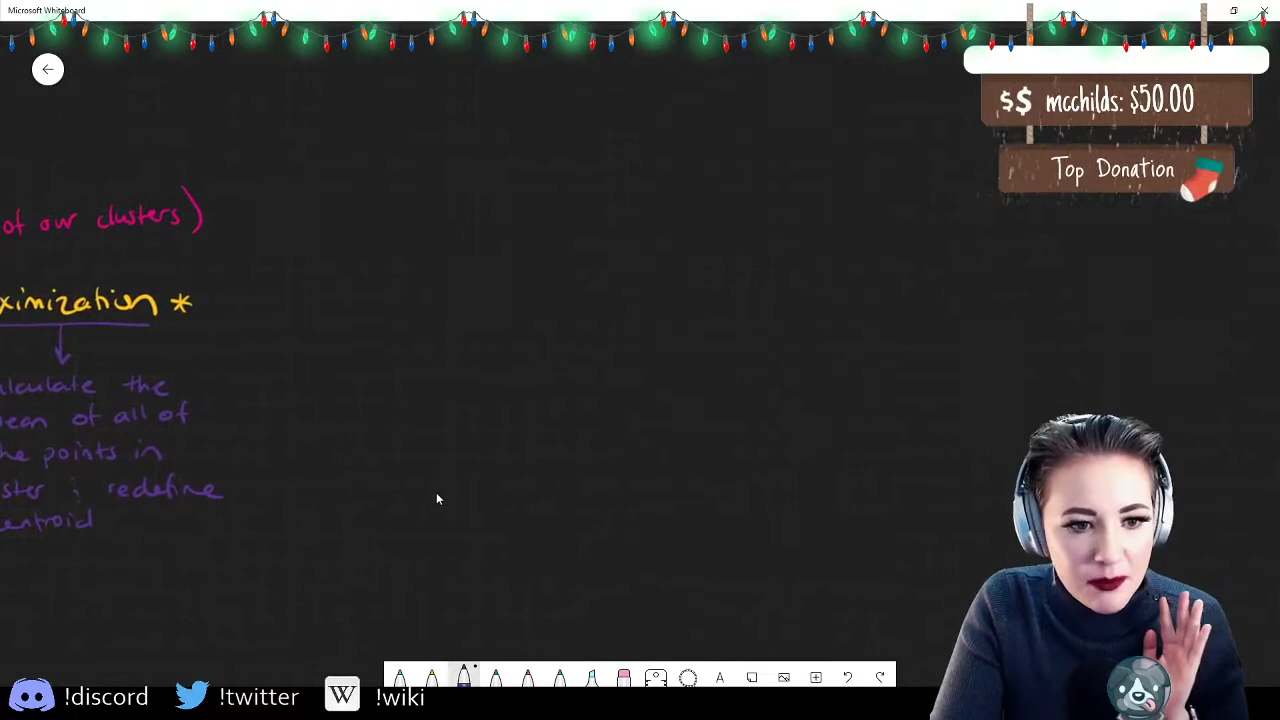 Microsoft Whiteboard
$$ mcchilds: $50.00
Top Donation
of our clusters)
ximization *
alculate the
ean of all of
he points in
ster ; redefine
entroid
A
!discord
!twitter
W !wiki